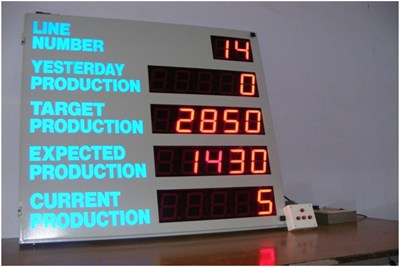 LINE
NUMBER 14
YESTERDAY
PRODUCTION 0
TARGET
PRODUCTION 2850
EXPECTED
PRODUCTION 1430
CURRENT
PRODUCTION 5